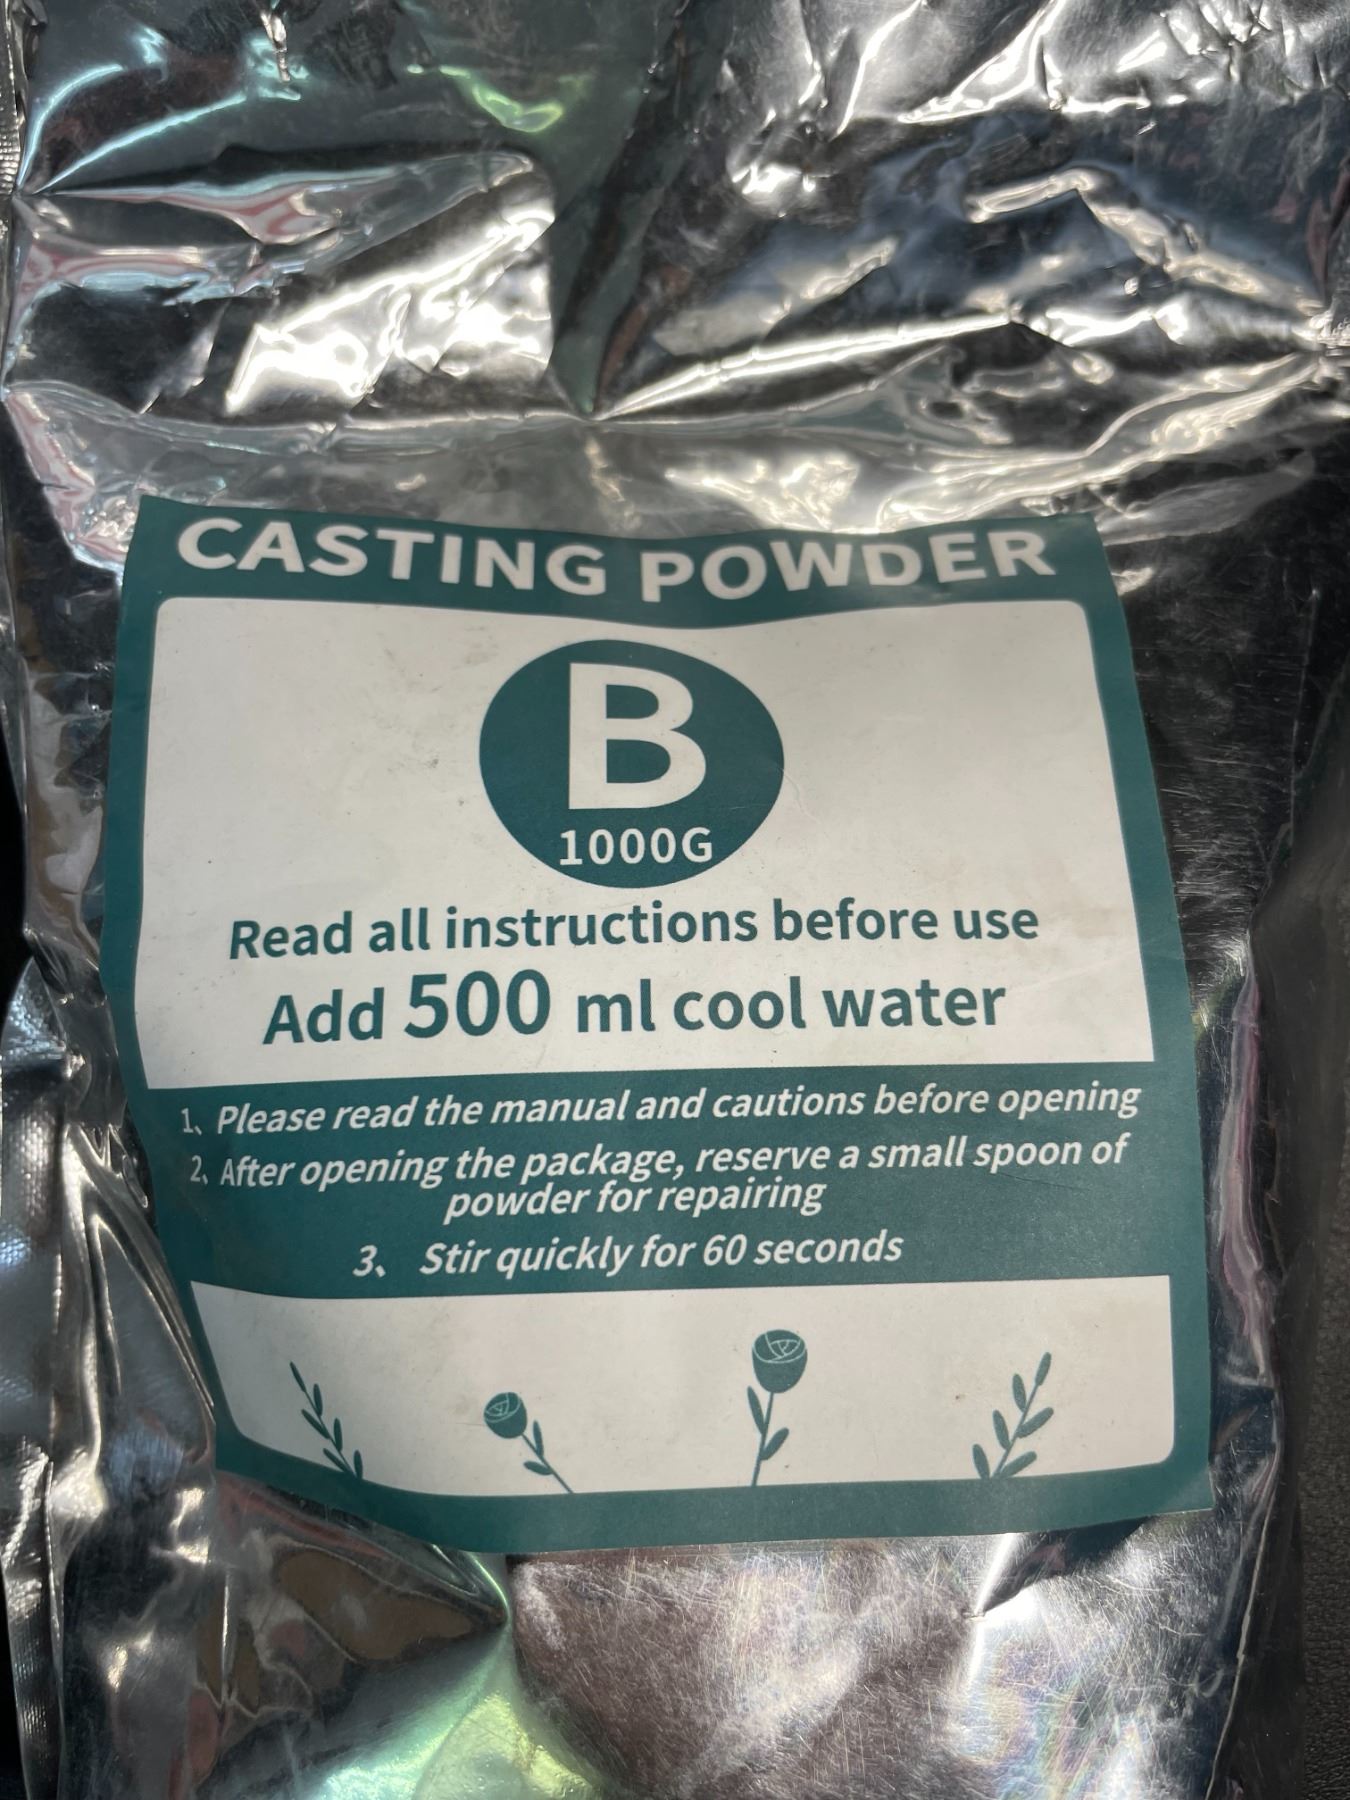 CASTING POWDER
B
1000G
Read all instructions before use
Add 500 ml cool water
1、Please read the manual and cautions before opening
2、After opening the package, reserve a small spoon of
powder for repairing
3、 Stir quickly for 60 seconds